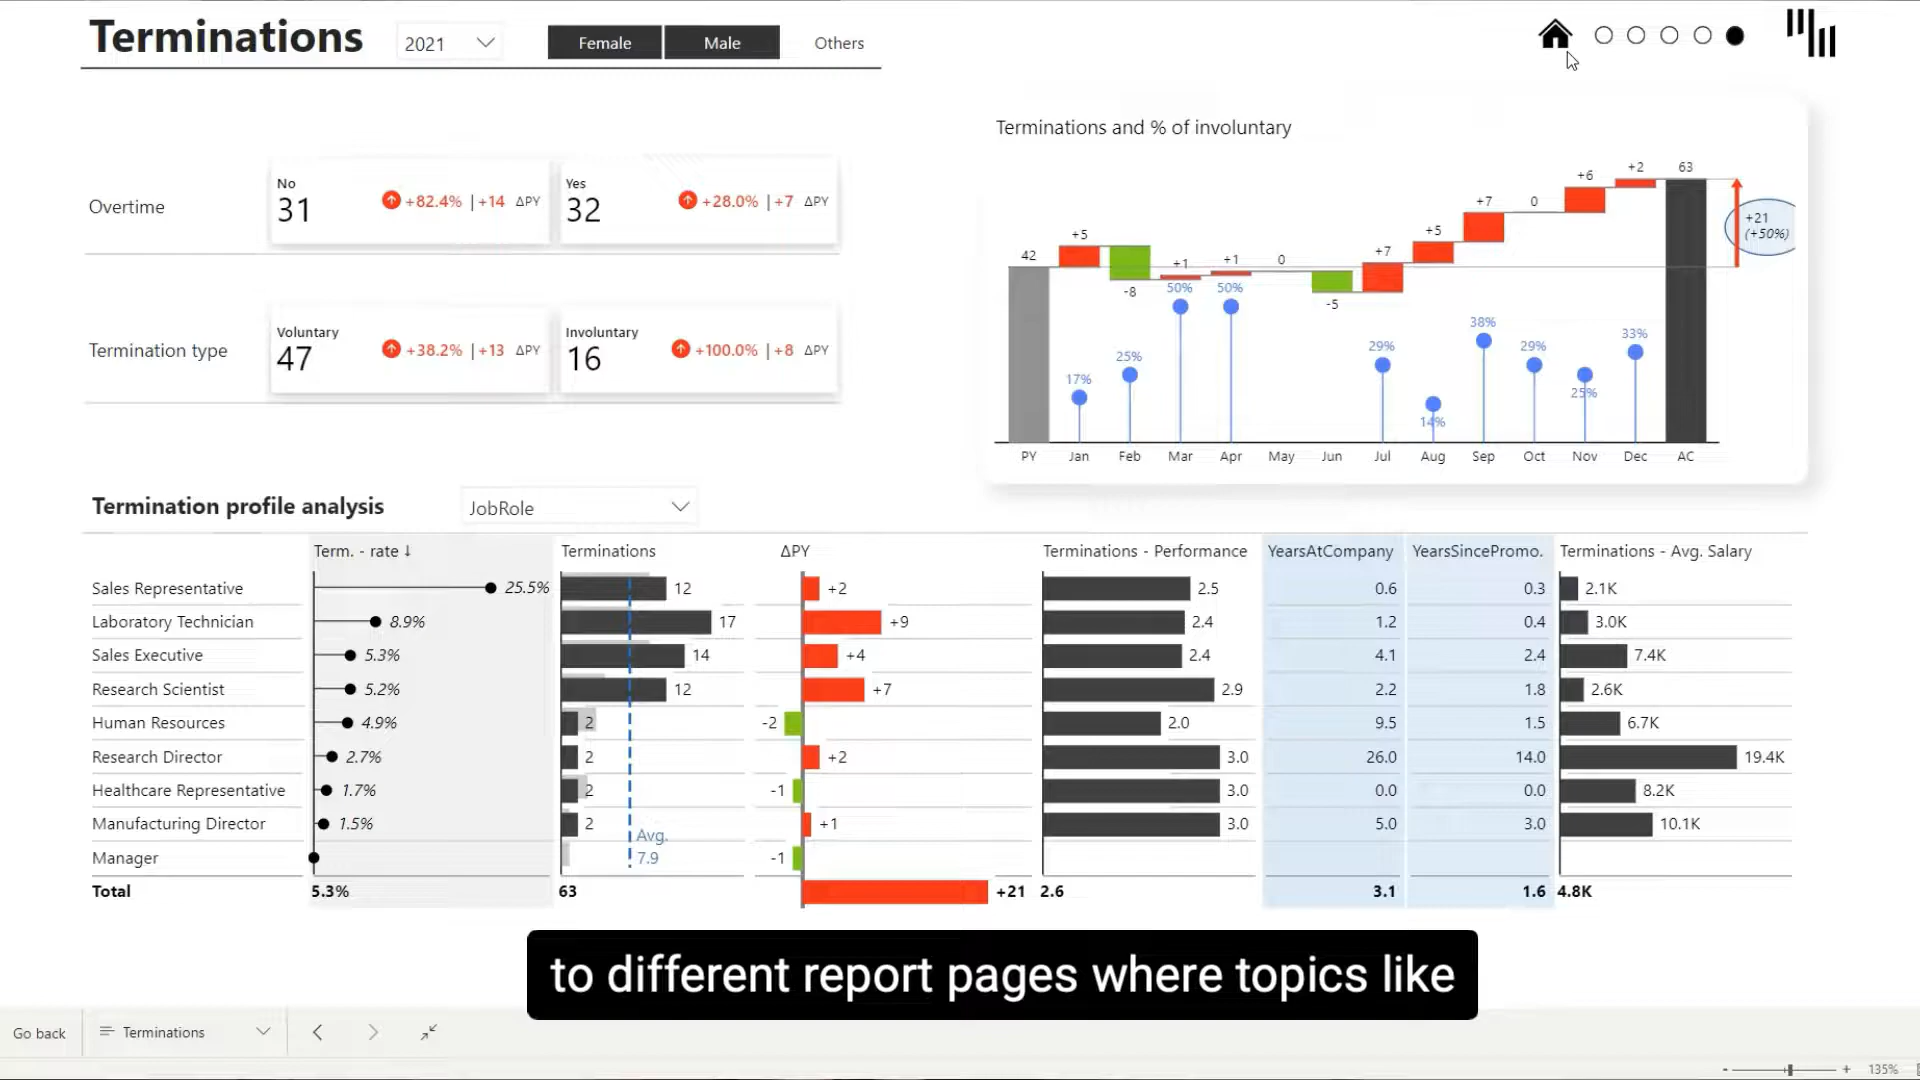 Terminations
2021
Female
Male
Others
Overtime
No
31
+82.4% | +14 ΔPY
Yes
32
+28.0% | +7 ΔPY
Termination type
Voluntary
47
+38.2% | +13 ΔPY
Involuntary
16
+100.0% | +8 ΔPY
Terminations and % of involuntary
42 +5 -8 +1 +1 0 -5 +7 +5 +7 0 +6 +2 63
+21
(+50%)
17% 25% 50% 50% 29% 14% 38% 29% 25% 33%
PY Jan Feb Mar Apr May Jun Jul Aug Sep Oct Nov Dec AC
Termination profile analysis
JobRole
Term. - rate ↓ Terminations ΔPY Terminations - Performance YearsAtCompany YearsSincePromo. Terminations - Avg. Salary
Sales Representative 25.5% 12 +2 2.5 0.6 0.3 2.1K
Laboratory Technician 8.9% 17 +9 2.4 1.2 0.4 3.0K
Sales Executive 5.3% 14 +4 2.4 4.1 2.4 7.4K
Research Scientist 5.2% 12 +7 2.9 2.2 1.8 2.6K
Human Resources 4.9% 2 -2 2.0 9.5 1.5 6.7K
Research Director 2.7% 2 +2 3.0 26.0 14.0 19.4K
Healthcare Representative 1.7% 2 -1 3.0 0.0 0.0 8.2K
Manufacturing Director 1.5% 2 +1 3.0 5.0 3.0 10.1K
Avg.
Manager 7.9 -1
Total 5.3% 63 +21 2.6 3.1 1.6 4.8K
to different report pages where topics like
Go back
Terminations
- + 135%